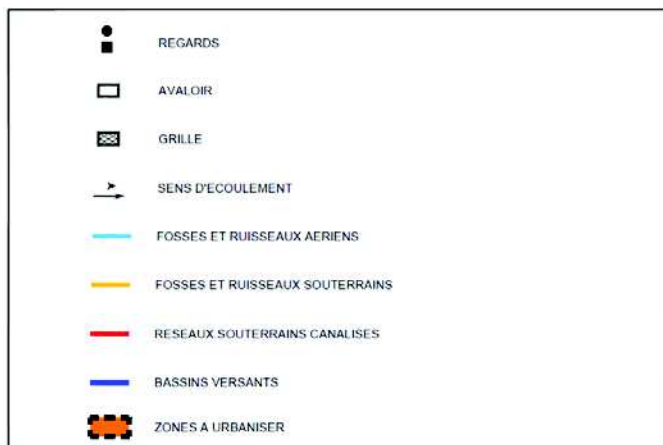 REGARDS
AVALOIR
GRILLE
SENS D'ECOULEMENT
FOSSES ET RUISSEAUX AERIENS
FOSSES ET RUISSEAUX SOUTERRAINS
RESEAUX SOUTERRAINS CANALISES
BASSINS VERSANTS
ZONES A URBANISER